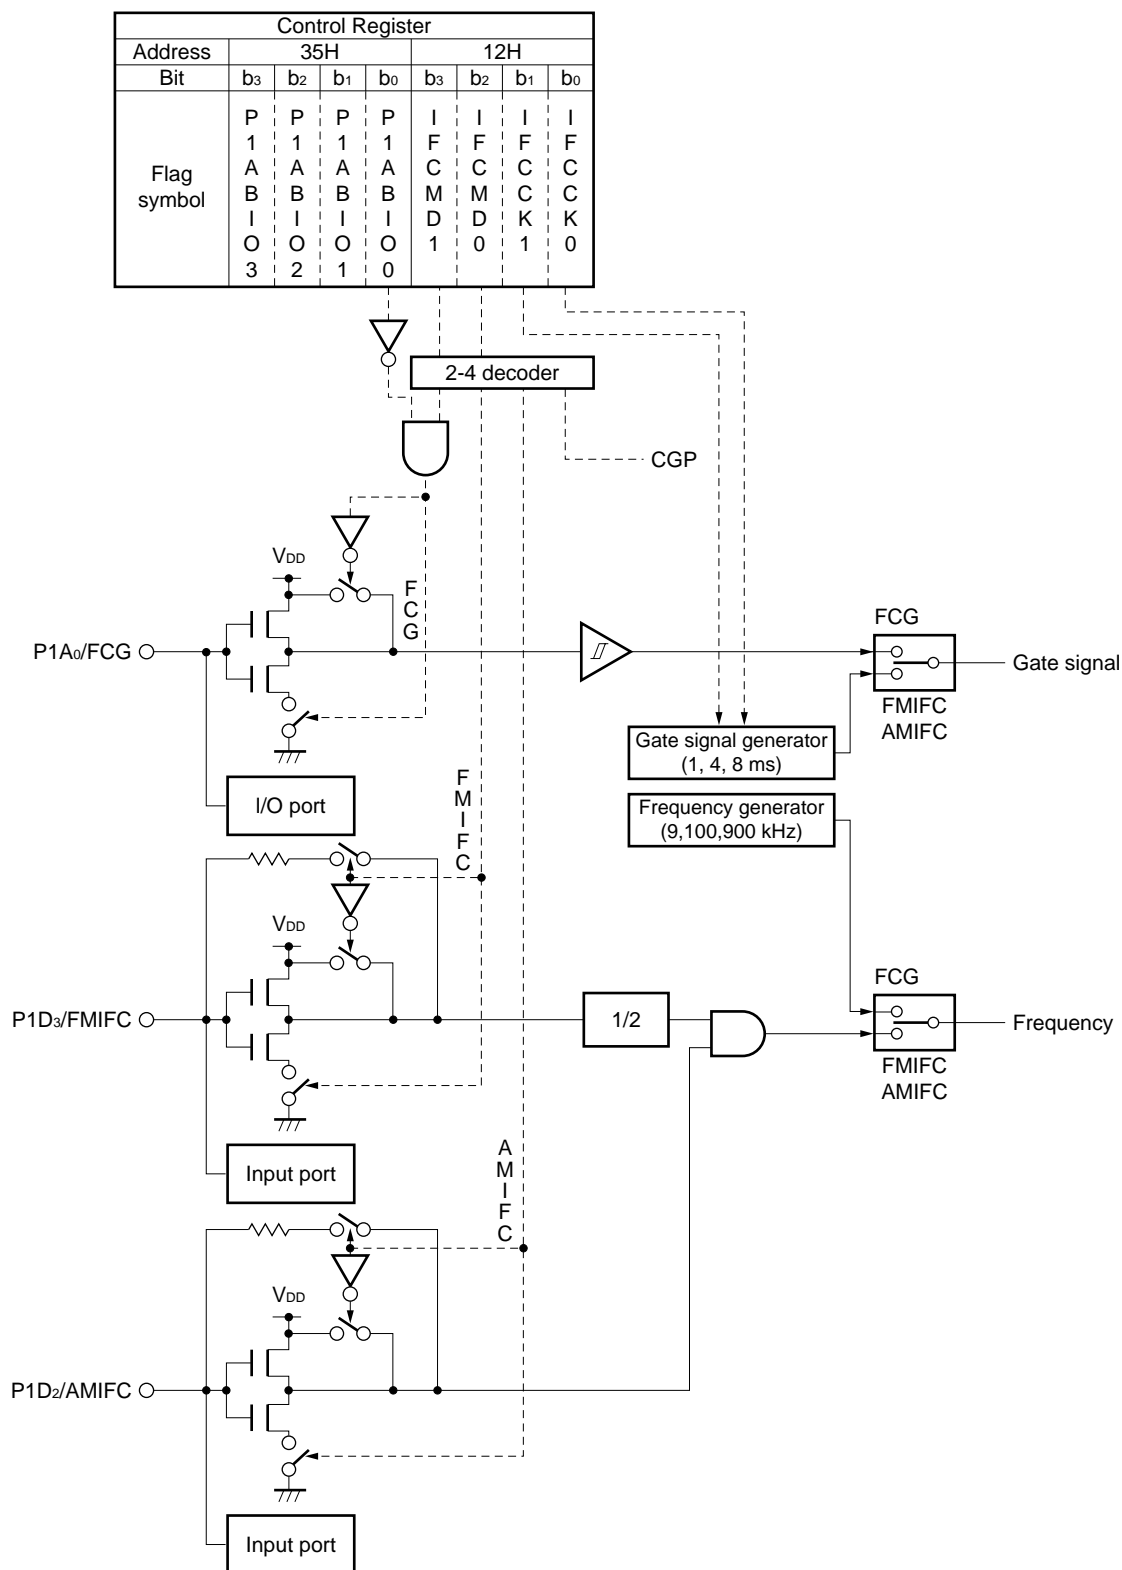 Control Register
Address 35H 12H
Bit b3 b2 b1 b0 b3 b2 b1 b0
Flag symbol P1ABIO3 P1ABIO2 P1ABIO1 P1ABIO0 IFCMD1 IFCMD0 IFCCK1 IFCCK0
2-4 decoder
CGP
VDD
FCG
P1A0/FCG
FCG
Gate signal
FMIFC
AMIFC
Gate signal generator
(1, 4, 8 ms)
I/O port
FMIFC
Frequency generator
(9,100,900 kHz)
VDD
P1D3/FMIFC
1/2
FCG
Frequency
FMIFC
AMIFC
Input port
AMIFC
VDD
P1D2/AMIFC
Input port